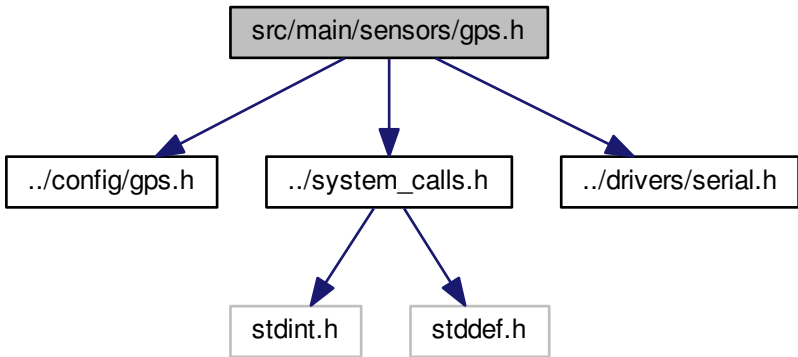 src/main/sensors/gps.h
../config/gps.h
../system_calls.h
../drivers/serial.h
stdint.h
stddef.h